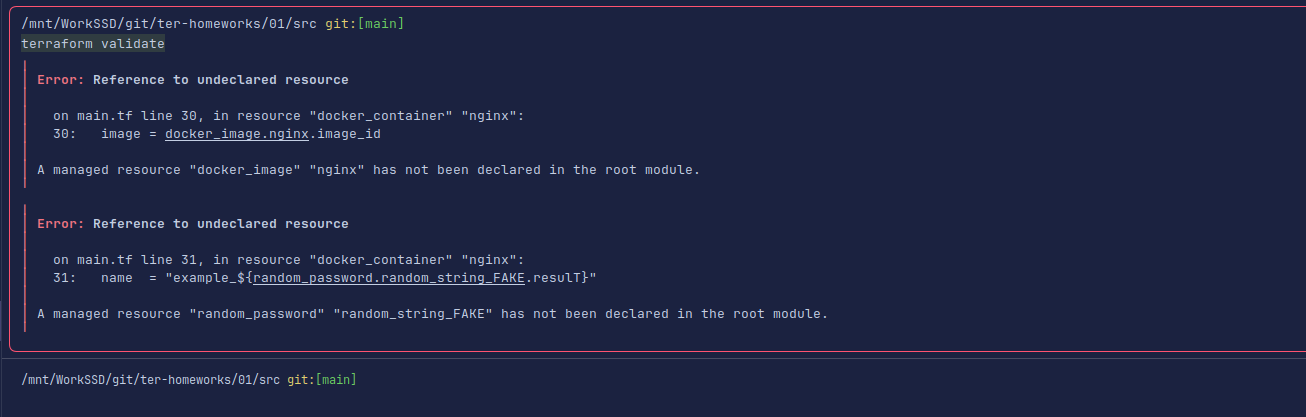 /mnt/WorkSSD/git/ter-homeworks/01/src git:[main]
terraform validate
Error: Reference to undeclared resource
on main.tf line 30, in resource "docker_container" "nginx":
30:   image = docker_image.nginx.image_id
A managed resource "docker_image" "nginx" has not been declared in the root module.
Error: Reference to undeclared resource
on main.tf line 31, in resource "docker_container" "nginx":
31:   name  = "example_${random_password.random_string_FAKE.resulT}"
A managed resource "random_password" "random_string_FAKE" has not been declared in the root module.
/mnt/WorkSSD/git/ter-homeworks/01/src git:[main]